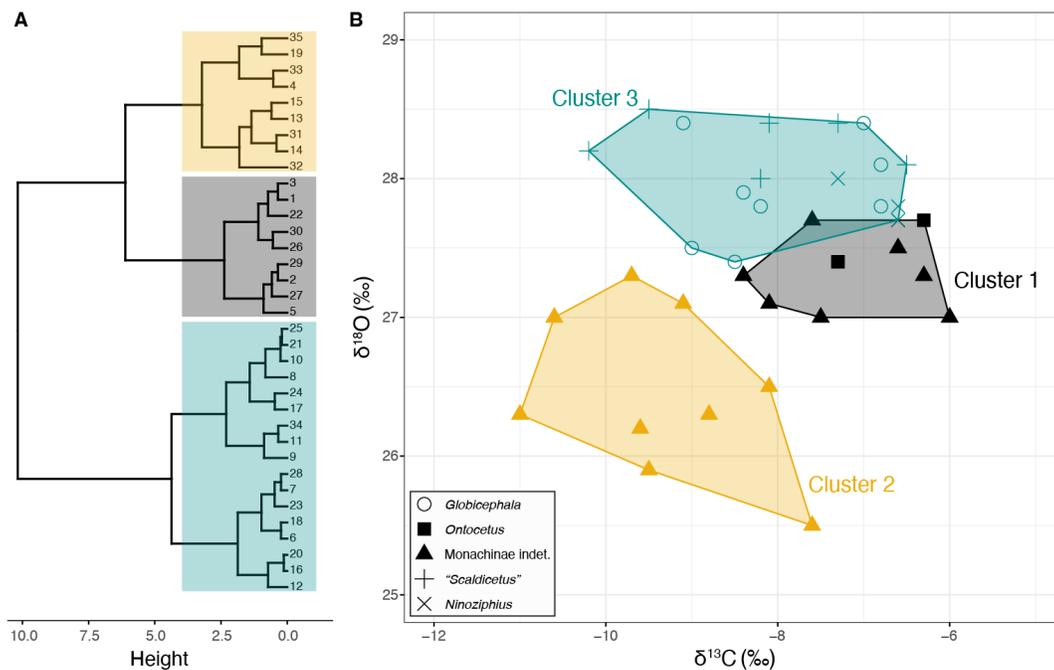 A
35
19
33
4
15
13
31
14
32
3
1
22
30
26
29
2
27
5
25
21
10
8
24
17
34
11
9
28
7
23
18
6
20
16
12
10.0 7.5 5.0 2.5 0.0
Height
B
29
28
27
26
25
δ¹⁸O (‰)
Cluster 3
Cluster 1
Cluster 2
Globicephala
Ontocetus
Monachinae indet.
“Scaldicetus”
Ninoziphius
−12 −10 −8 −6
δ¹³C (‰)